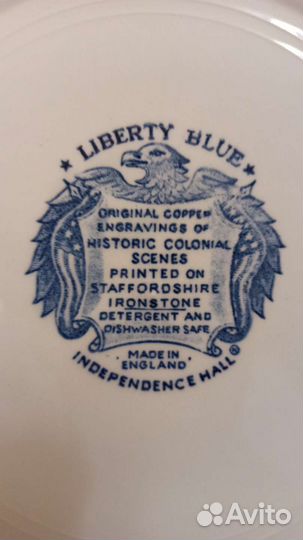 ★ LIBERTY BLUE ★
ORIGINAL COPPER
ENGRAVINGS OF
HISTORIC COLONIAL
SCENES
PRINTED ON
STAFFORDSHIRE
IRONSTONE
DETERGENT AND
DISHWASHER SAFE
MADE IN
ENGLAND
INDEPENDENCE HALL®
Avito